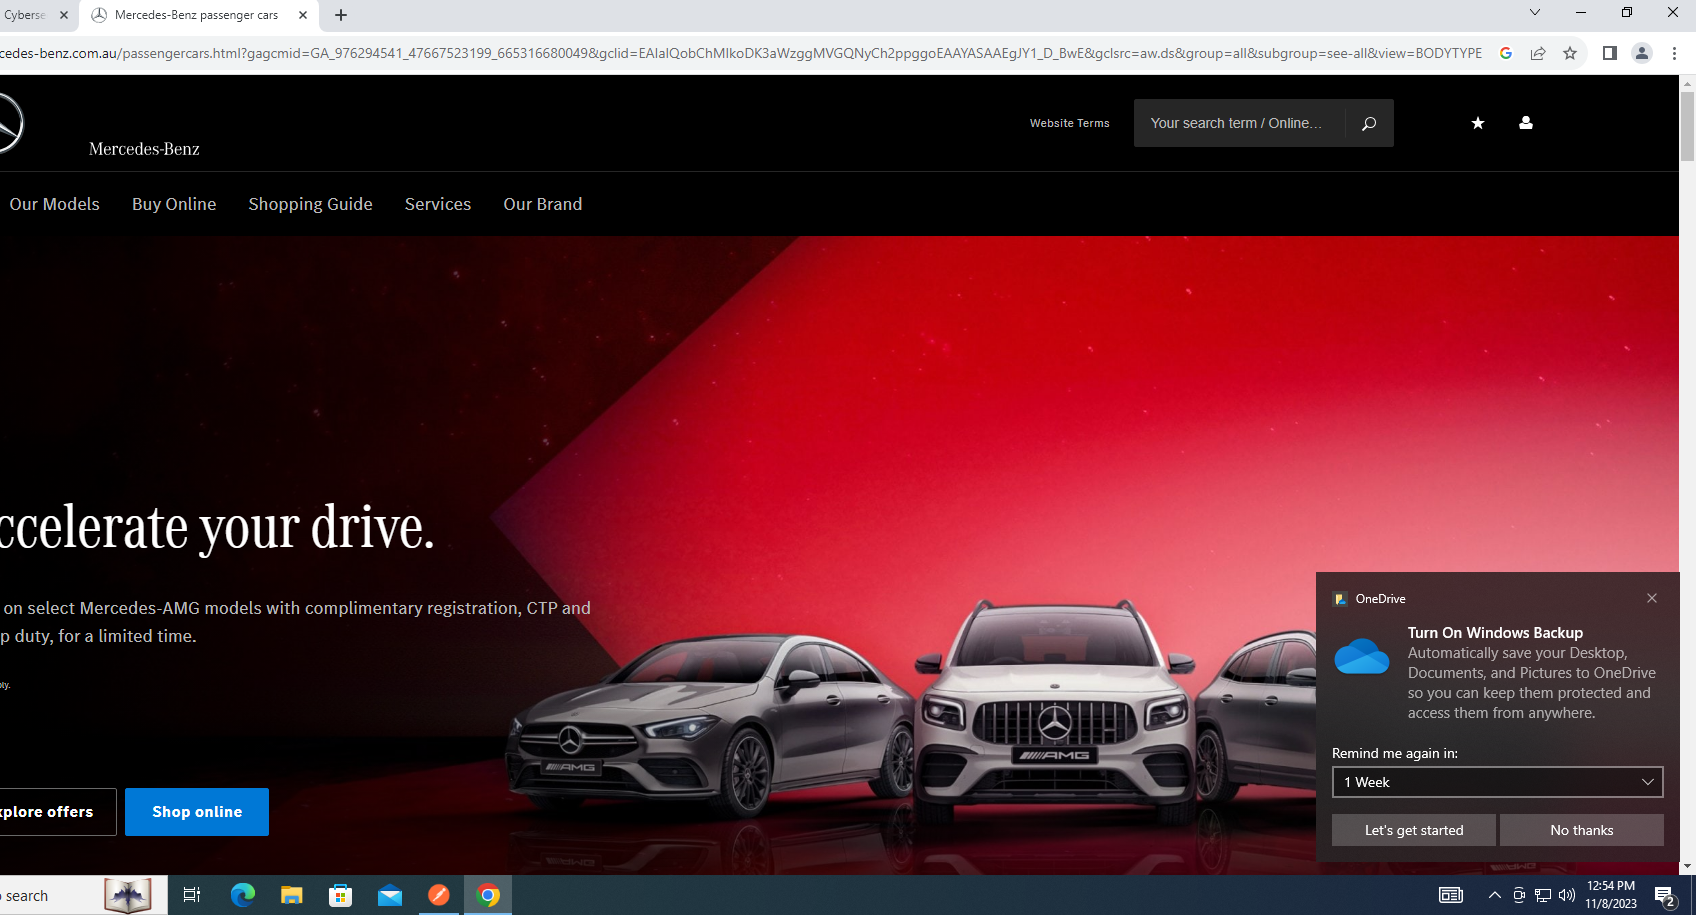 Cyberse
Mercedes-Benz passenger cars
cedes-benz.com.au/passengercars.html?gagcmid=GA_976294541_47667523199_665316680049&gclid=EAIaIQobChMIkoDK3aWzggMVGQNyCh2ppggoEAAYASAAEgJY1_D_BwE&gclsrc=aw.ds&group=all&subgroup=see-all&view=BODYTYPE
Website Terms
Your search term / Online...
Mercedes-Benz
Our Models Buy Online Shopping Guide Services Our Brand
ccelerate your drive.
on select Mercedes-AMG models with complimentary registration, CTP and
p duty, for a limited time.
ply.
xplore offers
Shop online
AMG
AMG
OneDrive
Turn On Windows Backup
Automatically save your Desktop,
Documents, and Pictures to OneDrive
so you can keep them protected and
access them from anywhere.
Remind me again in:
1 Week
Let's get started
No thanks
o search
12:54 PM
11/8/2023
2